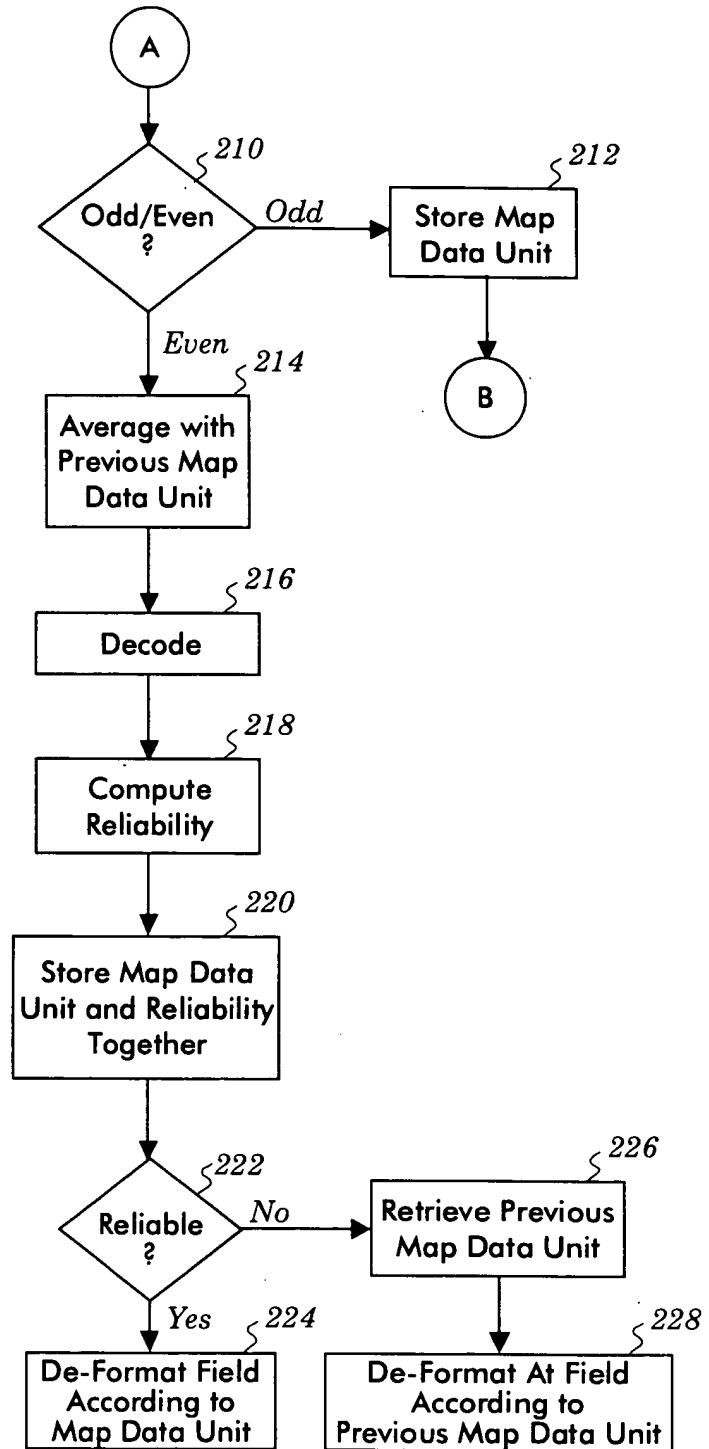 A
210
Odd/Even
?
Odd
212
Store Map
Data Unit
Even
B
214
Average with
Previous Map
Data Unit
216
Decode
218
Compute
Reliability
220
Store Map Data
Unit and Reliability
Together
222
Reliable
?
No
226
Retrieve Previous
Map Data Unit
Yes
224
De-Format Field
According to
Map Data Unit
228
De-Format At Field
According to
Previous Map Data Unit